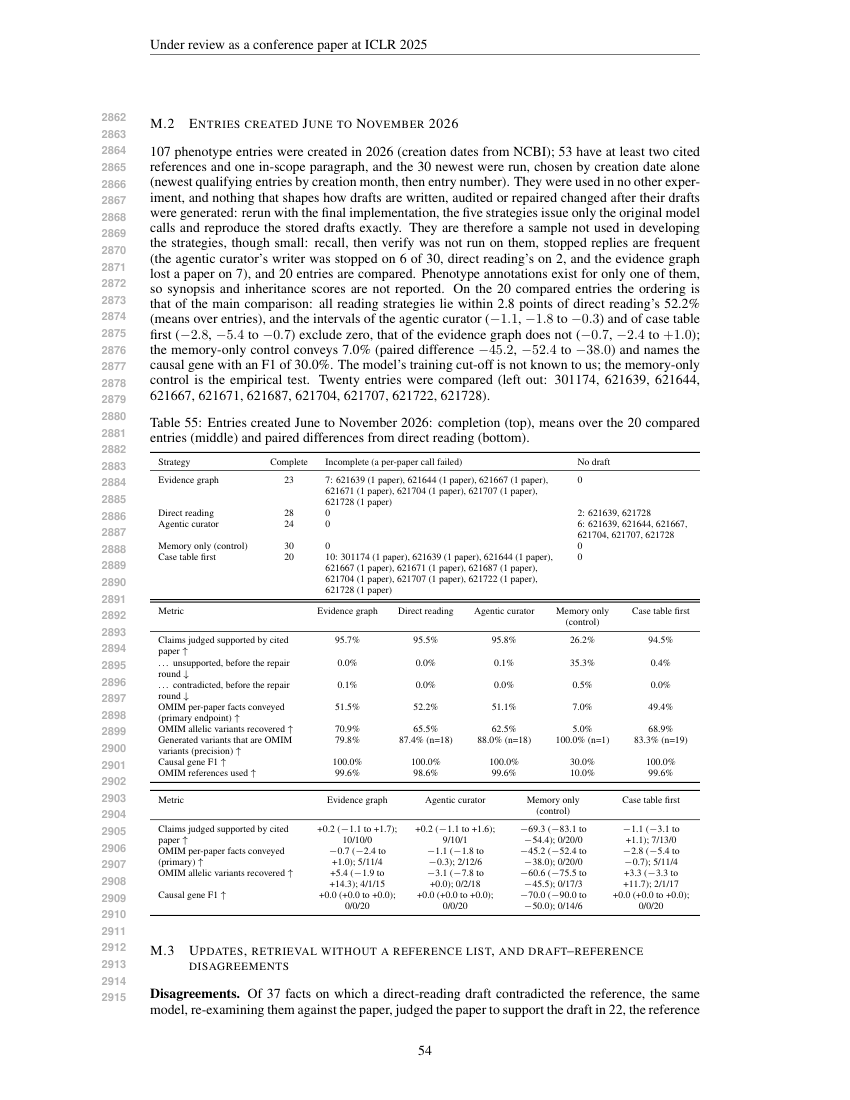 Under review as a conference paper at ICLR 2025
2862
2863
2864
2865
2866
2867
2868
2869
2870
2871
2872
2873
2874
2875
2876
2877
2878
2879
2880
2881
2882
2883
2884
2885
2886
2887
2888
2889
2890
2891
2892
2893
2894
2895
2896
2897
2898
2899
2900
2901
2902
2903
2904
2905
2906
2907
2908
2909
2910
2911
2912
2913
2914
2915
M.2 ENTRIES CREATED JUNE TO NOVEMBER 2026
107 phenotype entries were created in 2026 (creation dates from NCBI); 53 have at least two cited
references and one in-scope paragraph, and the 30 newest were run, chosen by creation date alone
(newest qualifying entries by creation month, then entry number). They were used in no other exper-
iment, and nothing that shapes how drafts are written, audited or repaired changed after their drafts
were generated: rerun with the final implementation, the five strategies issue only the original model
calls and reproduce the stored drafts exactly. They are therefore a sample not used in developing
the strategies, though small: recall, then verify was not run on them, stopped replies are frequent
(the agentic curator's writer was stopped on 6 of 30, direct reading's on 2, and the evidence graph
lost a paper on 7), and 20 entries are compared. Phenotype annotations exist for only one of them,
so synopsis and inheritance scores are not reported. On the 20 compared entries the ordering is
that of the main comparison: all reading strategies lie within 2.8 points of direct reading's 52.2%
(means over entries), and the intervals of the agentic curator (−1.1, −1.8 to −0.3) and of case table
first (−2.8, −5.4 to −0.7) exclude zero, that of the evidence graph does not (−0.7, −2.4 to +1.0);
the memory-only control conveys 7.0% (paired difference −45.2, −52.4 to −38.0) and names the
causal gene with an F1 of 30.0%. The model's training cut-off is not known to us; the memory-only
control is the empirical test. Twenty entries were compared (left out: 301174, 621639, 621644,
621667, 621671, 621687, 621704, 621707, 621722, 621728).
Table 55: Entries created June to November 2026: completion (top), means over the 20 compared
entries (middle) and paired differences from direct reading (bottom).
Strategy Complete Incomplete (a per-paper call failed) No draft
Evidence graph 23 7: 621639 (1 paper), 621644 (1 paper), 621667 (1 paper), 0
621671 (1 paper), 621704 (1 paper), 621707 (1 paper),
621728 (1 paper)
Direct reading 28 0 2: 621639, 621728
Agentic curator 24 0 6: 621639, 621644, 621667,
621704, 621707, 621728
Memory only (control) 30 0 0
Case table first 20 10: 301174 (1 paper), 621639 (1 paper), 621644 (1 paper), 0
621667 (1 paper), 621671 (1 paper), 621687 (1 paper),
621704 (1 paper), 621707 (1 paper), 621722 (1 paper),
621728 (1 paper)
Metric Evidence graph Direct reading Agentic curator Memory only Case table first
(control)
Claims judged supported by cited 95.7% 95.5% 95.8% 26.2% 94.5%
paper ↑
... unsupported, before the repair 0.0% 0.0% 0.1% 35.3% 0.4%
round ↓
... contradicted, before the repair 0.1% 0.0% 0.0% 0.5% 0.0%
round ↓
OMIM per-paper facts conveyed 51.5% 52.2% 51.1% 7.0% 49.4%
(primary endpoint) ↑
OMIM allelic variants recovered ↑ 70.9% 65.5% 62.5% 5.0% 68.9%
Generated variants that are OMIM 79.8% 87.4% (n=18) 88.0% (n=18) 100.0% (n=1) 83.3% (n=19)
variants (precision) ↑
Causal gene F1 ↑ 100.0% 100.0% 100.0% 30.0% 100.0%
OMIM references used ↑ 99.6% 98.6% 99.6% 10.0% 99.6%
Metric Evidence graph Agentic curator Memory only Case table first
(control)
Claims judged supported by cited +0.2 (−1.1 to +1.7); +0.2 (−1.1 to +1.6); −69.3 (−83.1 to −1.1 (−3.1 to
paper ↑ 10/10/0 9/10/1 −54.4); 0/20/0 +1.1); 7/13/0
OMIM per-paper facts conveyed −0.7 (−2.4 to −1.1 (−1.8 to −45.2 (−52.4 to −2.8 (−5.4 to
(primary) ↑ +1.0); 5/11/4 −0.3); 2/12/6 −38.0); 0/20/0 −0.7); 5/11/4
OMIM allelic variants recovered ↑ +5.4 (−1.9 to −3.1 (−7.8 to −60.6 (−75.5 to +3.3 (−3.3 to
+14.3); 4/1/15 +0.0); 0/2/18 −45.5); 0/17/3 +11.7); 2/1/17
Causal gene F1 ↑ +0.0 (+0.0 to +0.0); +0.0 (+0.0 to +0.0); −70.0 (−90.0 to +0.0 (+0.0 to +0.0);
0/0/20 0/0/20 −50.0); 0/14/6 0/0/20
M.3 UPDATES, RETRIEVAL WITHOUT A REFERENCE LIST, AND DRAFT–REFERENCE
DISAGREEMENTS
Disagreements. Of 37 facts on which a direct-reading draft contradicted the reference, the same
model, re-examining them against the paper, judged the paper to support the draft in 22, the reference
54